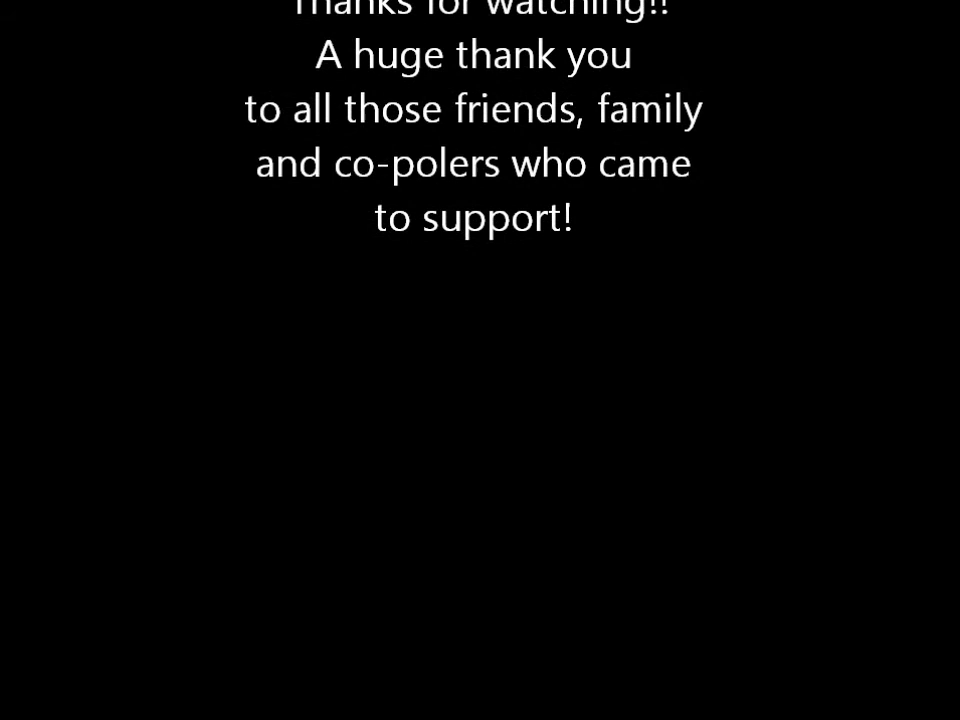 Thanks for watching!!
A huge thank you
to all those friends, family
and co-polers who came
to support!